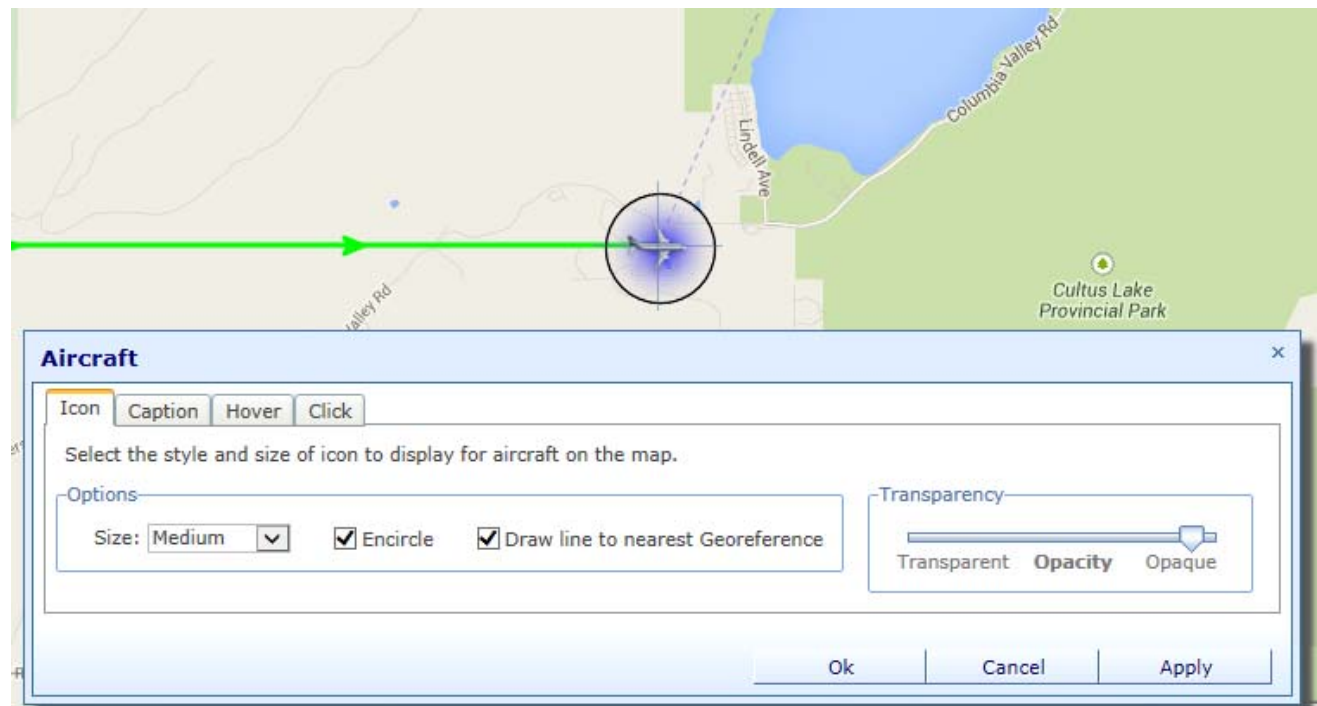 Columbia Valley Rd
Lindell Ave
Cultus Lake
Provincial Park
Valley Rd
Aircraft
Icon Caption Hover Click
Select the style and size of icon to display for aircraft on the map.
Options
Transparency
Size: Medium Encircle Draw line to nearest Georeference
Transparent Opacity Opaque
Ok Cancel Apply